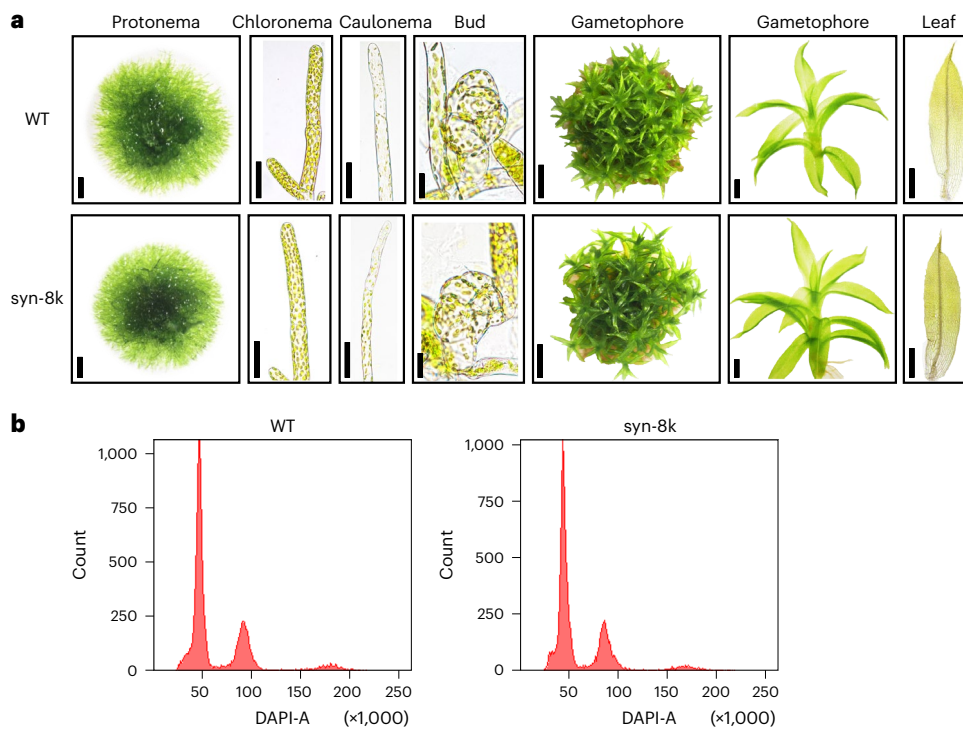 a
Protonema Chloronema Caulonema Bud Gametophore Gametophore Leaf
WT
syn-8k
b
WT
1,000
750
500
250
0
Count
50 100 150 200 250
DAPI-A (×1,000)
syn-8k
1,000
750
500
250
0
Count
50 100 150 200 250
DAPI-A (×1,000)